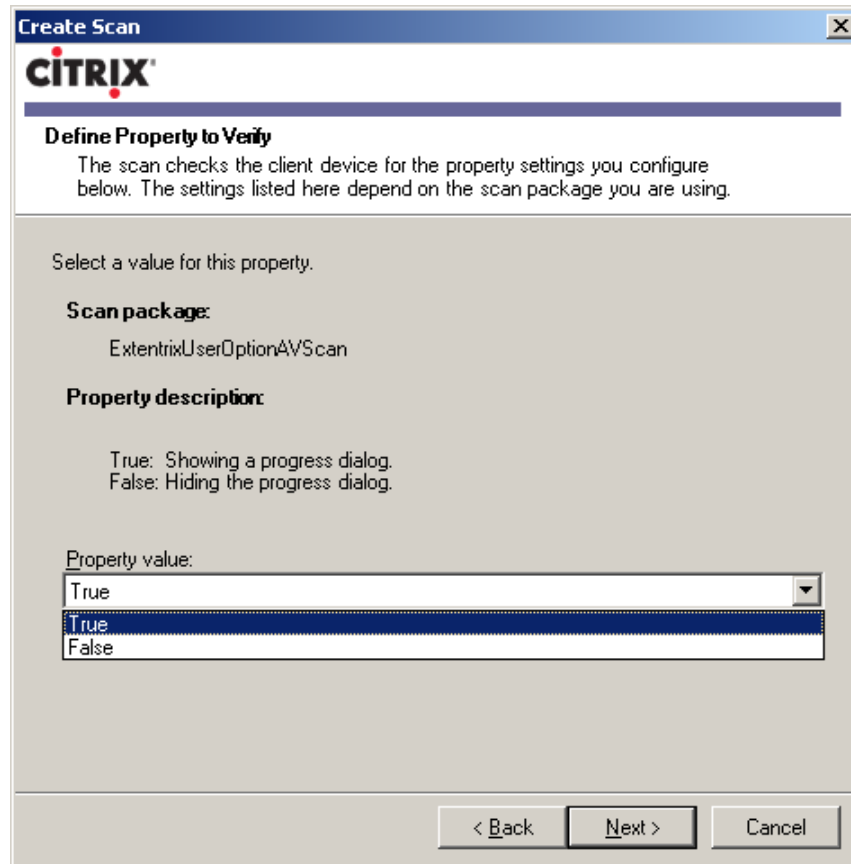 Create Scan
CITRIX®
Define Property to Verify
The scan checks the client device for the property settings you configure
below. The settings listed here depend on the scan package you are using.
Select a value for this property.
Scan package:
ExtentrixUserOptionAVScan
Property description:
True: Showing a progress dialog.
False: Hiding the progress dialog.
Property value:
True
True
False
< Back
Next >
Cancel